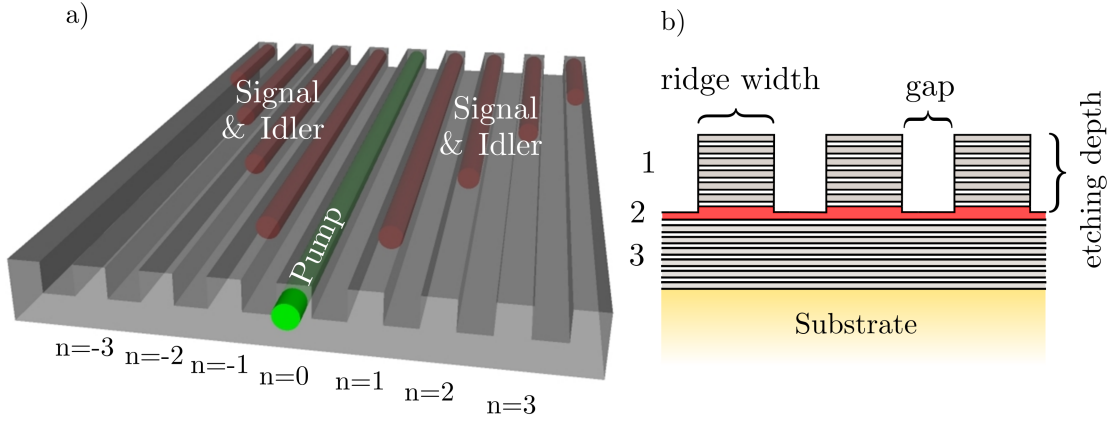 a)
Signal
& Idler
Signal
& Idler
Pump
n=-3
n=-2
n=-1
n=0
n=1
n=2
n=3
b)
ridge width
gap
etching depth
1
2
3
Substrate